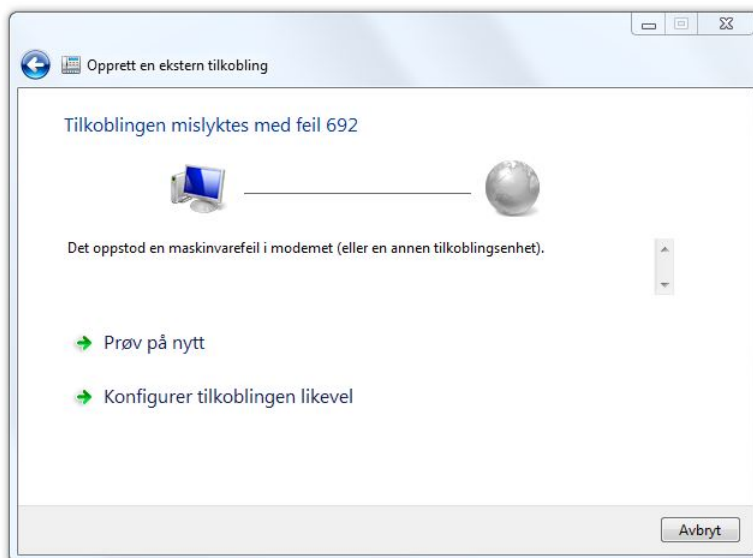 Opprett en ekstern tilkobling
Tilkoblingen mislyktes med feil 692
Det oppstod en maskinvarefeil i modemet (eller en annen tilkoblingsenhet).
Prøv på nytt
Konfigurer tilkoblingen likevel
Avbryt